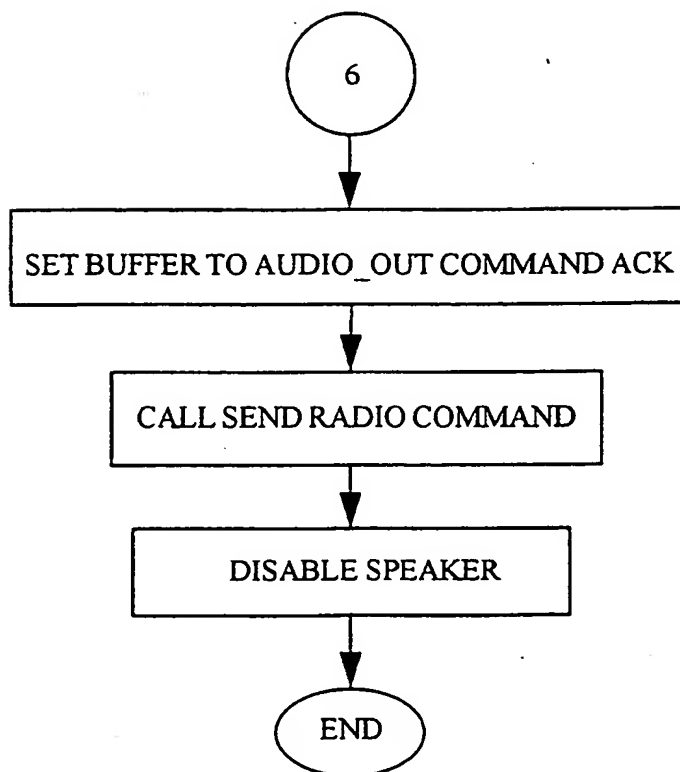 6
SET BUFFER TO AUDIO_OUT COMMAND ACK
CALL SEND RADIO COMMAND
DISABLE SPEAKER
END